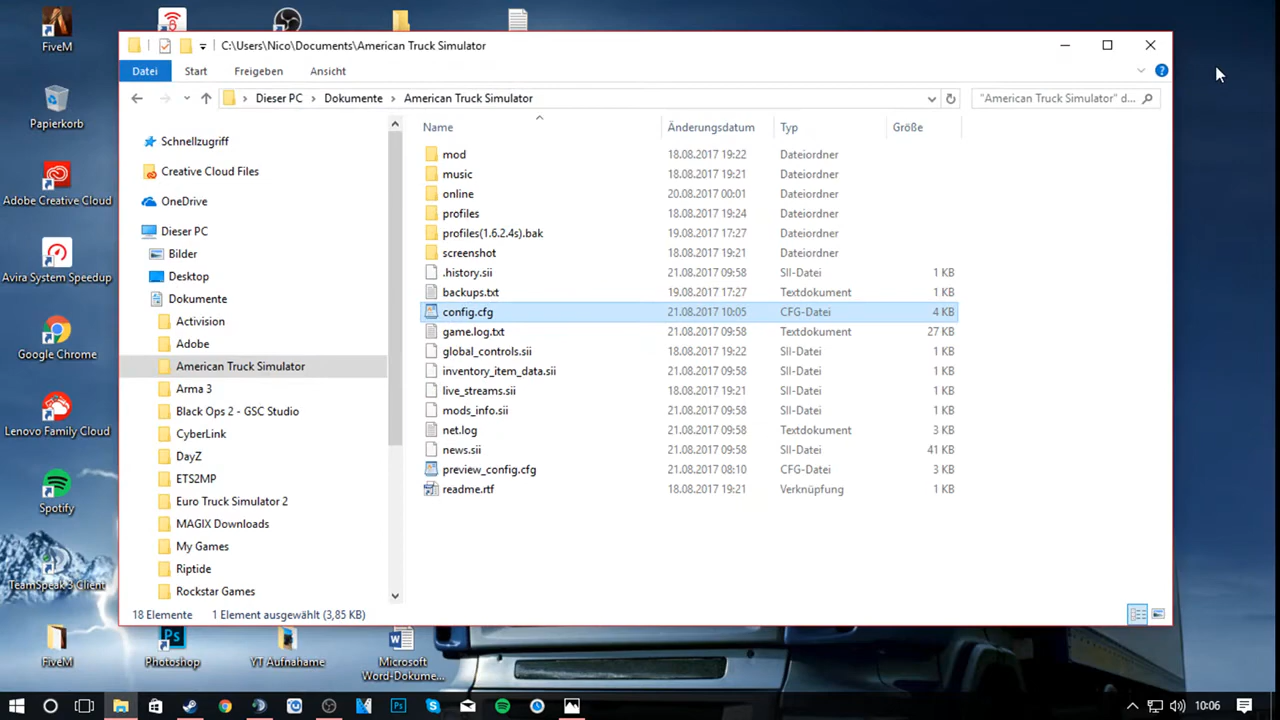 FiveM
Papierkorb
Adobe Creative Cloud
Avira System Speedup
Google Chrome
Lenovo Family Cloud
Spotify
TeamSpeak 3 Client
FiveM
Photoshop
YT Aufnahame
Microsoft
Word-Dokume...
C:\Users\Nico\Documents\American Truck Simulator
Datei Start Freigeben Ansicht
Dieser PC > Dokumente > American Truck Simulator
"American Truck Simulator" d...
Schnellzugriff
Creative Cloud Files
OneDrive
Dieser PC
Bilder
Desktop
Dokumente
Activision
Adobe
American Truck Simulator
Arma 3
Black Ops 2 - GSC Studio
CyberLink
DayZ
ETS2MP
Euro Truck Simulator 2
MAGIX Downloads
My Games
Riptide
Rockstar Games
Name Änderungsdatum Typ Größe
mod 18.08.2017 19:22 Dateiordner
music 18.08.2017 19:21 Dateiordner
online 20.08.2017 00:01 Dateiordner
profiles 18.08.2017 19:24 Dateiordner
profiles(1.6.2.4s).bak 19.08.2017 17:27 Dateiordner
screenshot 18.08.2017 19:21 Dateiordner
.history.sii 21.08.2017 09:58 SII-Datei 1 KB
backups.txt 19.08.2017 17:27 Textdokument 1 KB
config.cfg 21.08.2017 10:05 CFG-Datei 4 KB
game.log.txt 21.08.2017 09:58 Textdokument 27 KB
global_controls.sii 18.08.2017 19:22 SII-Datei 1 KB
inventory_item_data.sii 21.08.2017 09:58 SII-Datei 1 KB
live_streams.sii 18.08.2017 19:21 SII-Datei 1 KB
mods_info.sii 21.08.2017 09:58 SII-Datei 1 KB
net.log 21.08.2017 09:58 Textdokument 3 KB
news.sii 21.08.2017 09:58 SII-Datei 41 KB
preview_config.cfg 21.08.2017 08:10 CFG-Datei 3 KB
readme.rtf 18.08.2017 19:21 Verknüpfung 1 KB
18 Elemente 1 Element ausgewählt (3,85 KB)
10:06